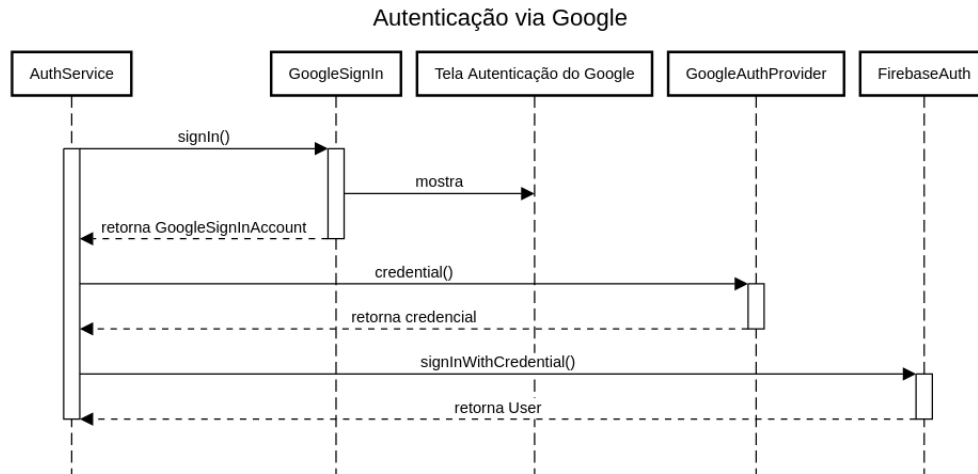 Autenticação via Google
AuthService
GoogleSignIn
Tela Autenticação do Google
GoogleAuthProvider
FirebaseAuth
signIn()
mostra
retorna GoogleSignInAccount
credential()
retorna credencial
signInWithCredential()
retorna User